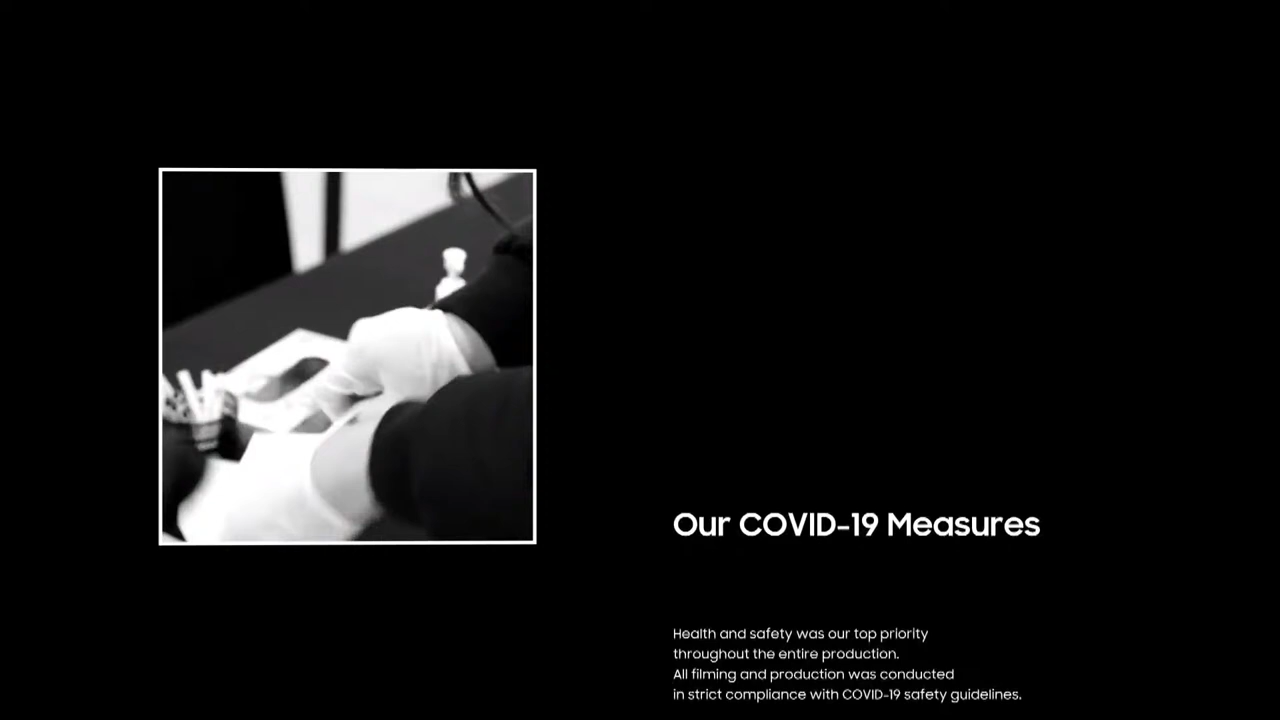 Our COVID-19 Measures
Health and safety was our top priority
throughout the entire production.
All filming and production was conducted
in strict compliance with COVID-19 safety guidelines.